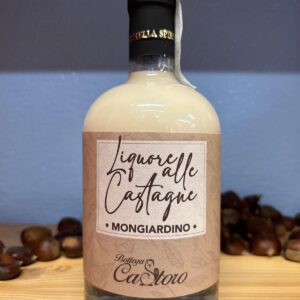 Liquore alle
Castagne
• MONGIARDINO •
Bottega
Castoro